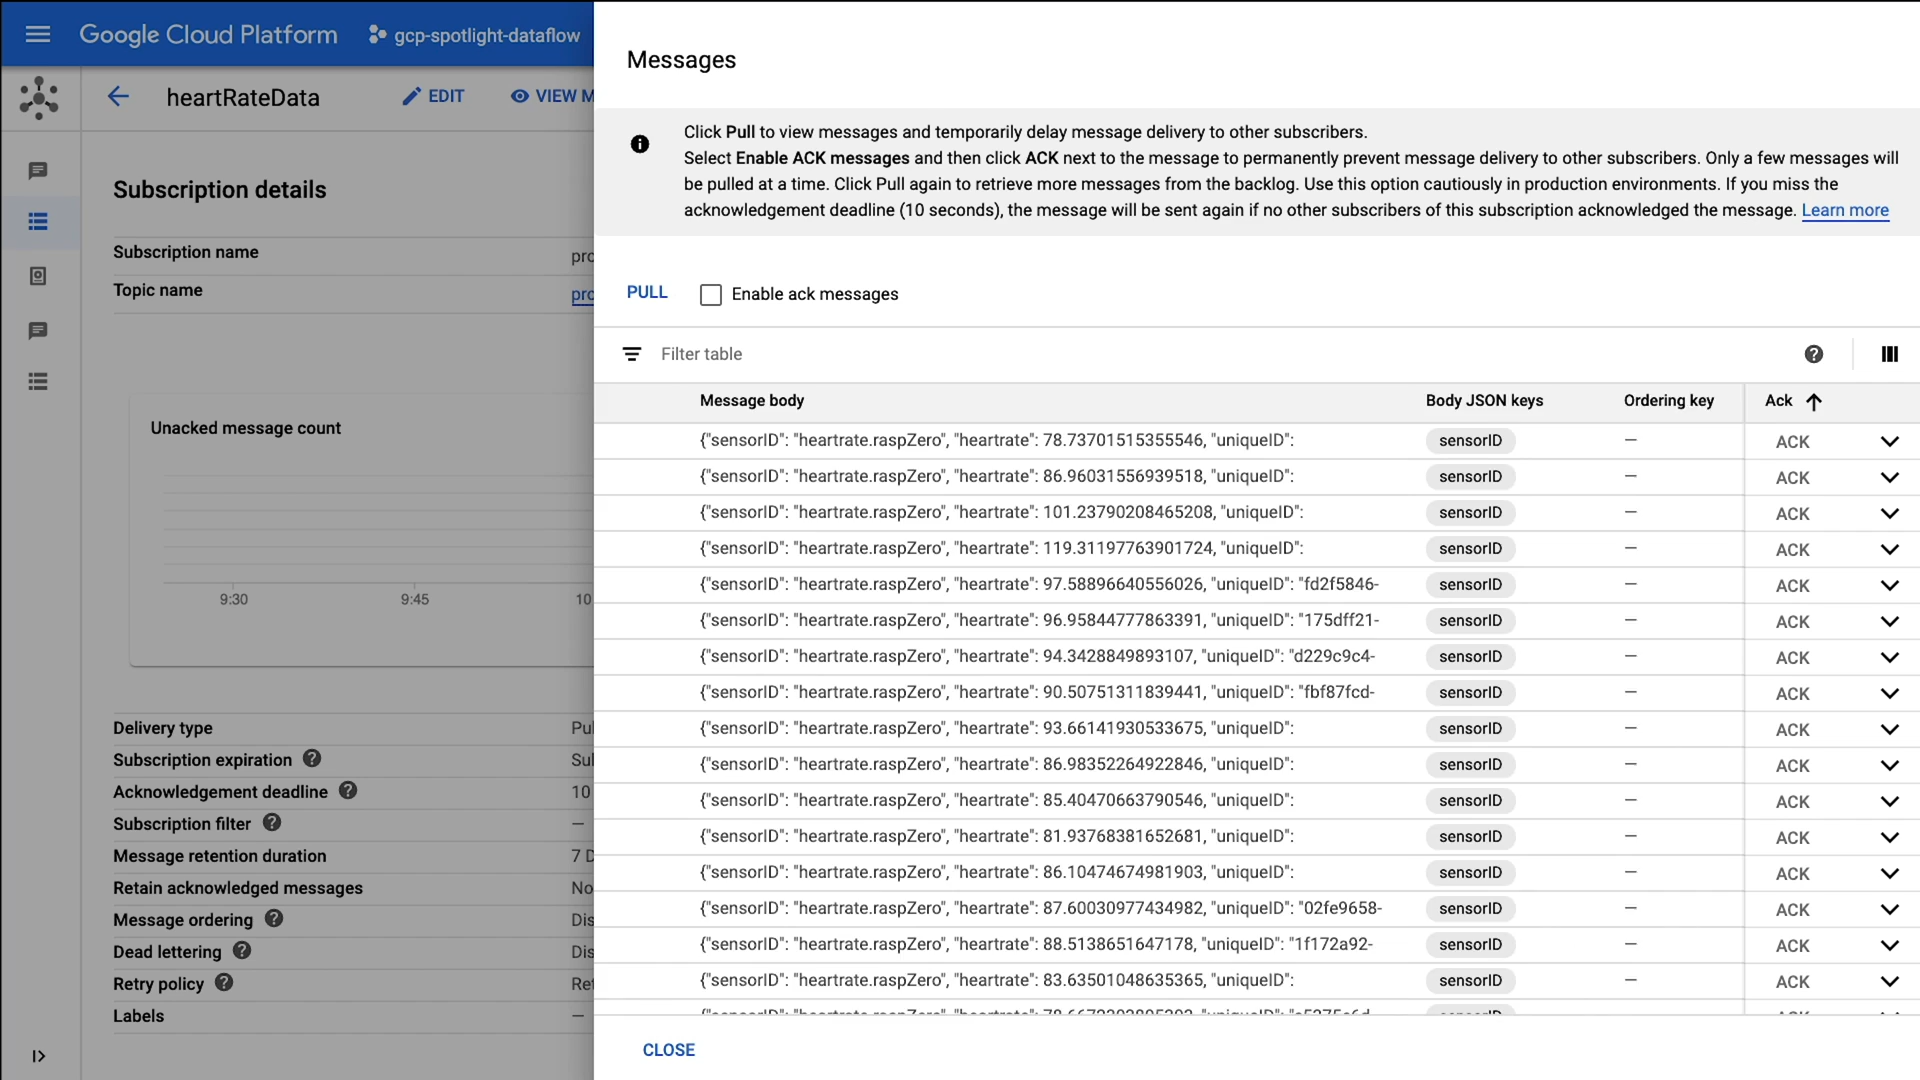 Google Cloud Platform
gcp-spotlight-dataflow
heartRateData
EDIT
VIEW M
Subscription details
Subscription name
pro
Topic name
pro
Unacked message count
9:30
9:45
10
Delivery type
Pul
Subscription expiration
Sul
Acknowledgement deadline
10
Subscription filter
—
Message retention duration
7 D
Retain acknowledged messages
No
Message ordering
Dis
Dead lettering
Dis
Retry policy
Ret
Labels
—
Messages
Click Pull to view messages and temporarily delay message delivery to other subscribers.
Select Enable ACK messages and then click ACK next to the message to permanently prevent message delivery to other subscribers. Only a few messages will
be pulled at a time. Click Pull again to retrieve more messages from the backlog. Use this option cautiously in production environments. If you miss the
acknowledgement deadline (10 seconds), the message will be sent again if no other subscribers of this subscription acknowledged the message. Learn more
PULL
Enable ack messages
Filter table
Message body Body JSON keys Ordering key Ack
{"sensorID": "heartrate.raspZero", "heartrate": 78.73701515355546, "uniqueID": sensorID — ACK
{"sensorID": "heartrate.raspZero", "heartrate": 86.96031556939518, "uniqueID": sensorID — ACK
{"sensorID": "heartrate.raspZero", "heartrate": 101.23790208465208, "uniqueID": sensorID — ACK
{"sensorID": "heartrate.raspZero", "heartrate": 119.31197763901724, "uniqueID": sensorID — ACK
{"sensorID": "heartrate.raspZero", "heartrate": 97.58896640556026, "uniqueID": "fd2f5846- sensorID — ACK
{"sensorID": "heartrate.raspZero", "heartrate": 96.95844777863391, "uniqueID": "175dff21- sensorID — ACK
{"sensorID": "heartrate.raspZero", "heartrate": 94.3428849893107, "uniqueID": "d229c9c4- sensorID — ACK
{"sensorID": "heartrate.raspZero", "heartrate": 90.50751311839441, "uniqueID": "fbf87fcd- sensorID — ACK
{"sensorID": "heartrate.raspZero", "heartrate": 93.66141930533675, "uniqueID": sensorID — ACK
{"sensorID": "heartrate.raspZero", "heartrate": 86.98352264922846, "uniqueID": sensorID — ACK
{"sensorID": "heartrate.raspZero", "heartrate": 85.40470663790546, "uniqueID": sensorID — ACK
{"sensorID": "heartrate.raspZero", "heartrate": 81.93768381652681, "uniqueID": sensorID — ACK
{"sensorID": "heartrate.raspZero", "heartrate": 86.10474674981903, "uniqueID": sensorID — ACK
{"sensorID": "heartrate.raspZero", "heartrate": 87.60030977434982, "uniqueID": "02fe9658- sensorID — ACK
{"sensorID": "heartrate.raspZero", "heartrate": 88.5138651647178, "uniqueID": "1f172a92- sensorID — ACK
{"sensorID": "heartrate.raspZero", "heartrate": 83.63501048635365, "uniqueID": sensorID — ACK
CLOSE